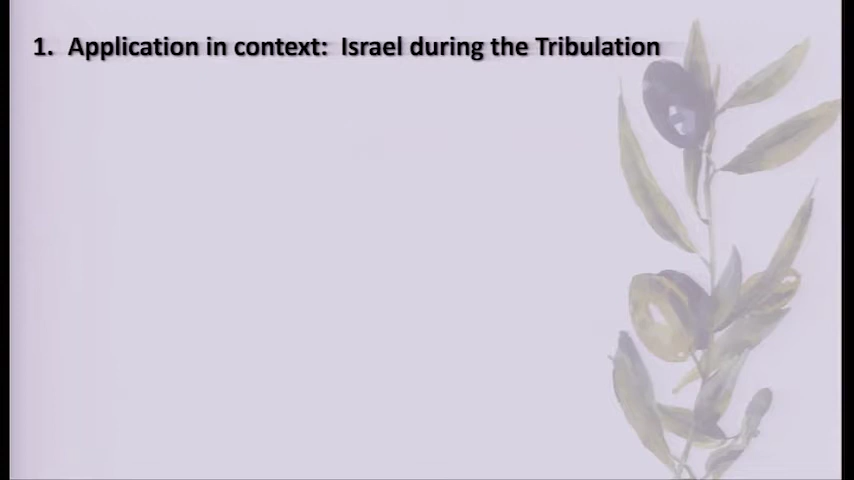 1. Application in context: Israel during the Tribulation